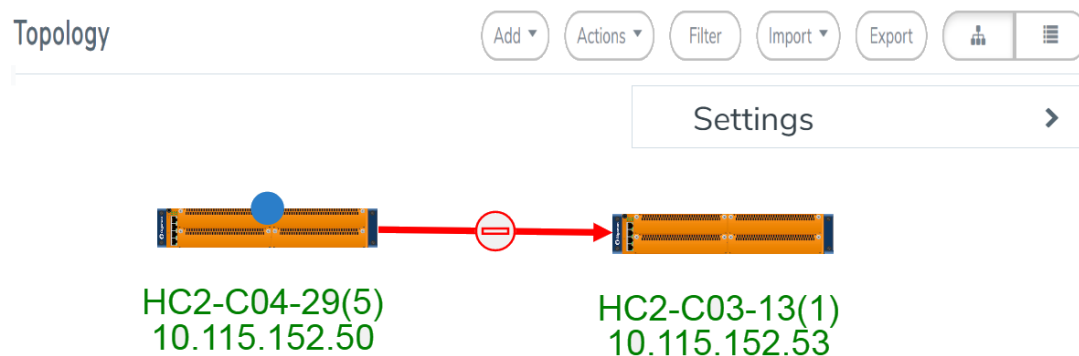 Topology
Add
Actions
Filter
Import
Export
Settings
HC2-C04-29(5)
10.115.152.50
HC2-C03-13(1)
10.115.152.53